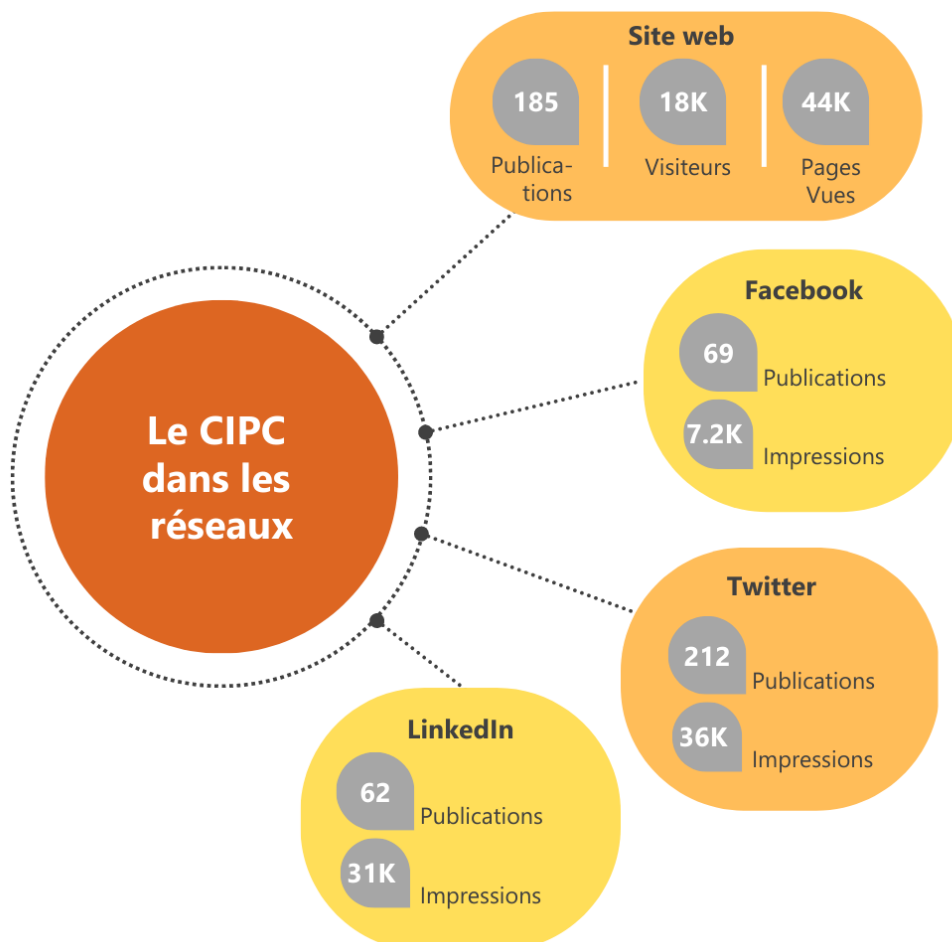 Site web
185
18K
44K
Publica-
tions
Visiteurs
Pages
Vues
Le CIPC
dans les
réseaux
Facebook
69
Publications
7.2K
Impressions
Twitter
212
Publications
36K
Impressions
LinkedIn
62
Publications
31K
Impressions